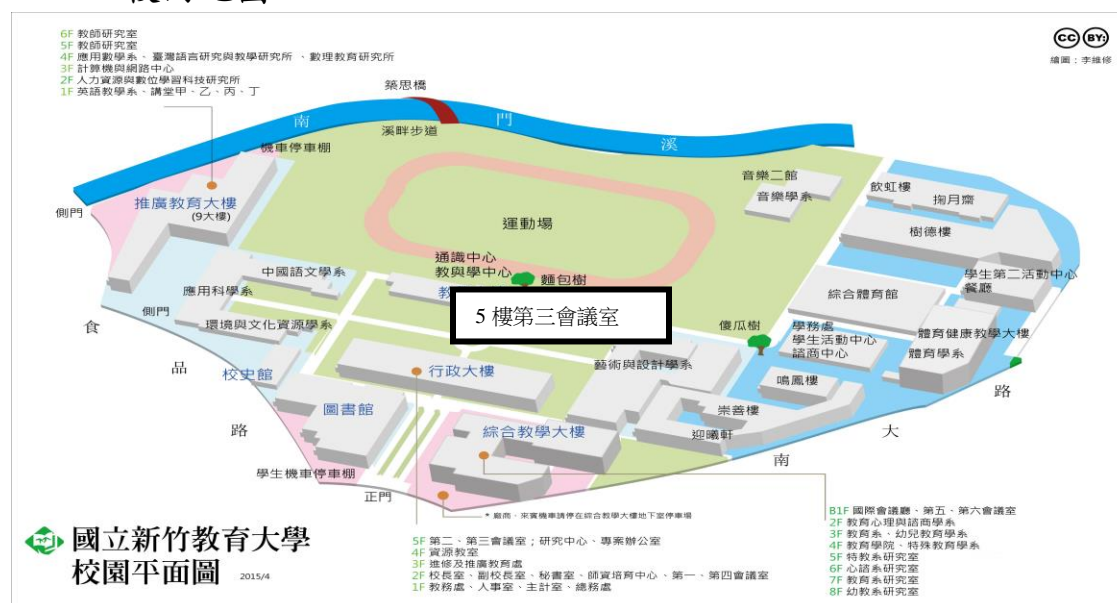 6F 教師研究室
5F 教師研究室
4F 應用數學系、臺灣語言研究與教學研究所、數理教育研究所
3F 計算機與網路中心
2F 人力資源與數位學習科技研究所
1F 英語教學系、講堂甲、乙、丙、丁
CC BY:
繪圖：李維修
築思橋
南 門 溪
溪畔步道
機車停車棚
側門
推廣教育大樓
(9大樓)
音樂二館
音樂學系
飲虹樓
掬月齋
樹德樓
運動場
通識中心
教與學中心
麵包樹
教
5 樓第三會議室
中國語文學系
應用科學系
側門
環境與文化資源學系
食 品 路
校史館
學生第二活動中心
餐廳
綜合體育館
傻瓜樹
學務處
學生活動中心
諮商中心
體育健康教學大樓
體育學系
藝術與設計學系
行政大樓
圖書館
鳴鳳樓
崇善樓
迎曦軒
綜合教學大樓
南 大 路
學生機車停車棚
正門
* 廠商、來賓機車請停在綜合教學大樓地下室停車場
5F 第二、第三會議室；研究中心、專案辦公室
4F 資源教室
3F 進修及推廣教育處
2F 校長室、副校長室、秘書室、師資培育中心、第一、第四會議室
1F 教務處、人事室、主計室、總務處
B1F 國際會議廳、第五、第六會議室
2F 教育心理與諮商學系
3F 教育系、幼兒教育學系
4F 教育學院、特殊教育學系
5F 特教系研究室
6F 心諮系研究室
7F 教育系研究室
8F 幼教系研究室
國立新竹教育大學
校園平面圖 2015/4